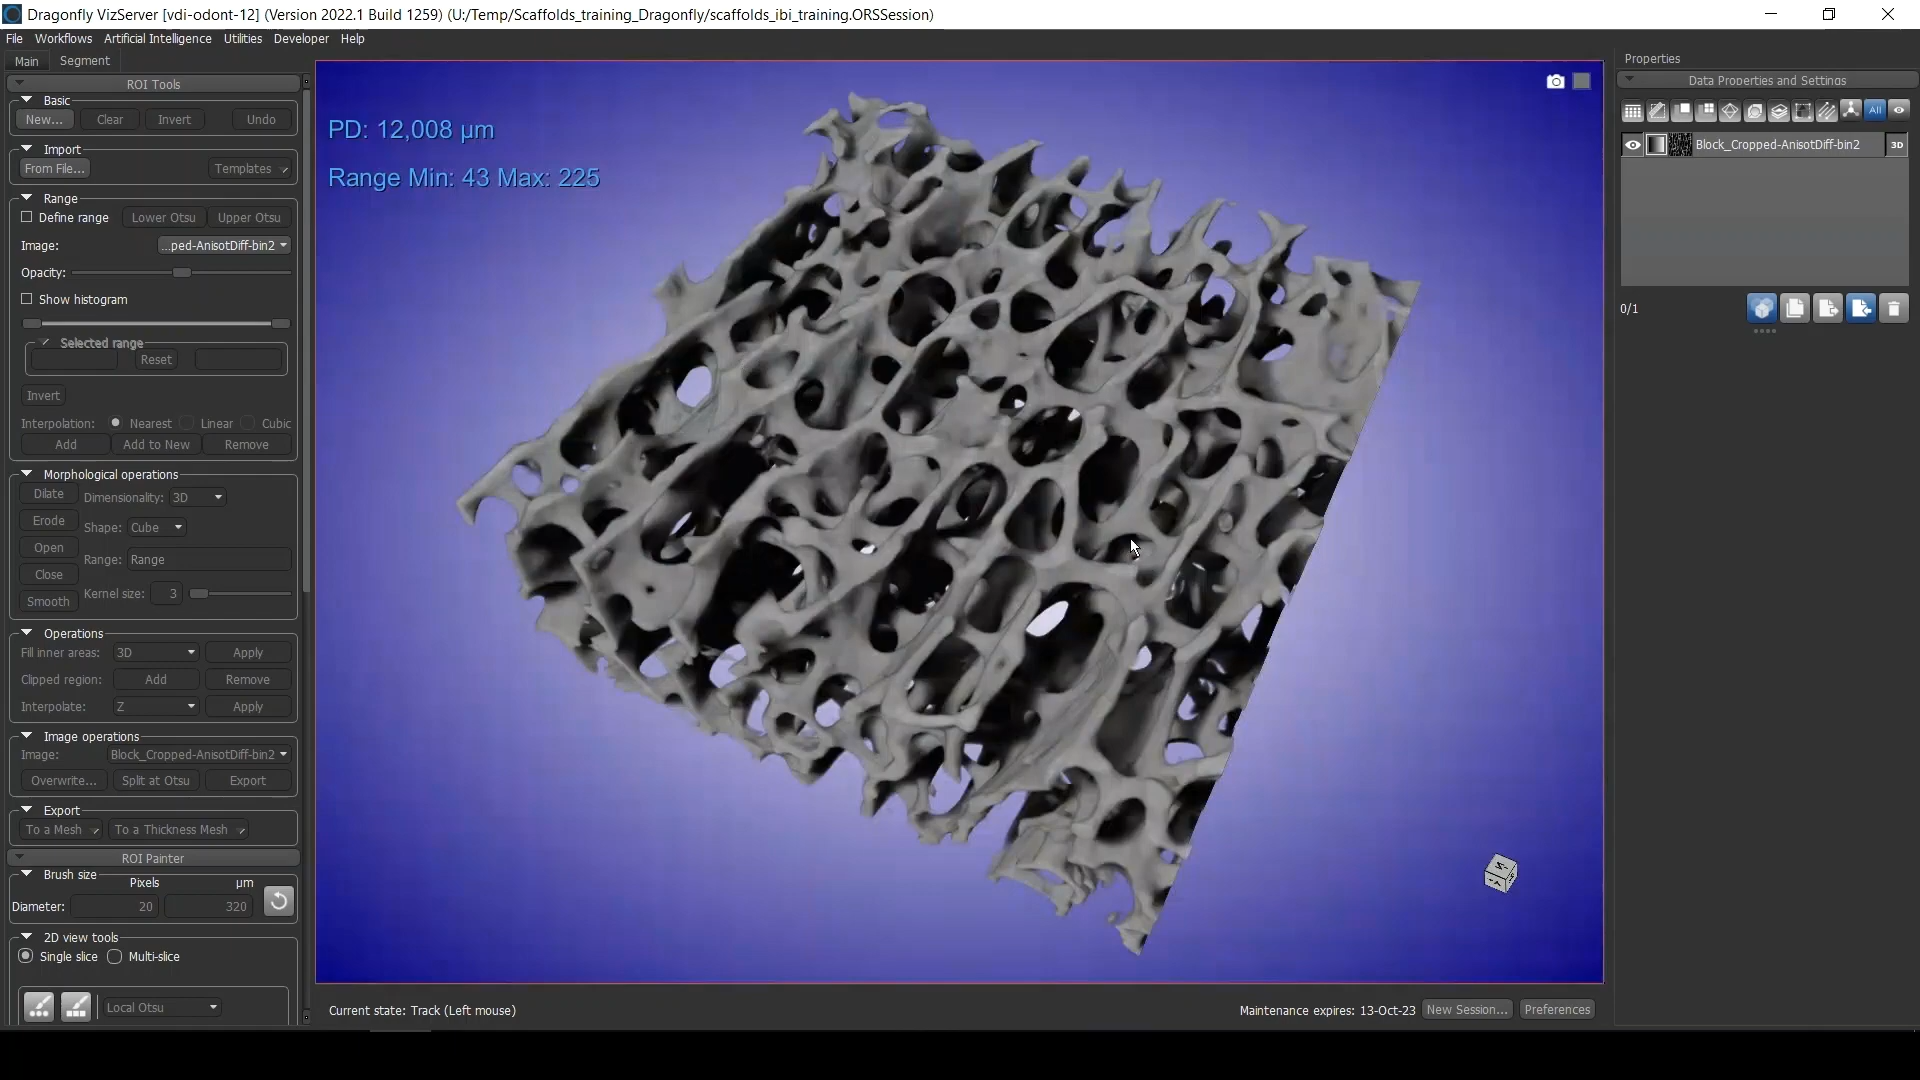 Dragonfly VizServer [vdi-odont-12] (Version 2022.1 Build 1259) (U:/Temp/Scaffolds_training_Dragonfly/scaffolds_ibi_training.ORSSession)
File Workflows Artificial Intelligence Utilities Developer Help
Main Segment
ROI Tools
Basic
New... Clear Invert Undo
Import
From File... Templates
Range
Define range Lower Otsu Upper Otsu
Image: ...ped-AnisotDiff-bin2
Opacity:
Show histogram
Selected range
Reset
Invert
Interpolation: Nearest Linear Cubic
Add Add to New Remove
Morphological operations
Dilate Dimensionality: 3D
Erode
Shape: Cube
Open
Range: Range
Close
Kernel size: 3
Smooth
Operations
Fill inner areas: 3D Apply
Clipped region: Add Remove
Interpolate: Z Apply
Image operations
Image: Block_Cropped-AnisotDiff-bin2
Overwrite... Split at Otsu Export
Export
To a Mesh To a Thickness Mesh
ROI Painter
Brush size
Pixels µm
Diameter: 20 320
2D view tools
Single slice Multi-slice
Local Otsu
PD: 12,008 µm
Range Min: 43 Max: 225
Current state: Track (Left mouse)
Maintenance expires: 13-Oct-23 New Session... Preferences
Properties
Data Properties and Settings
All
Block_Cropped-AnisotDiff-bin2 3D
0/1